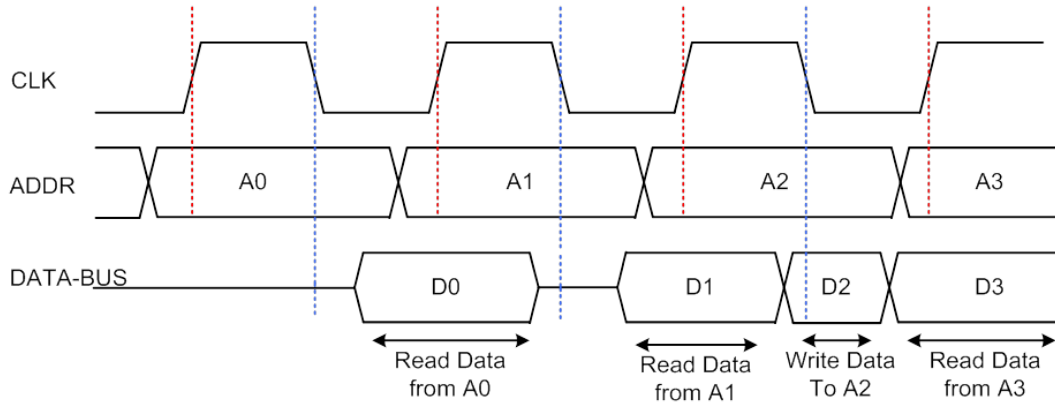 CLK
ADDR
A0
A1
A2
A3
DATA-BUS
D0
D1
D2
D3
Read Data
from A0
Read Data
from A1
Write Data
To A2
Read Data
from A3